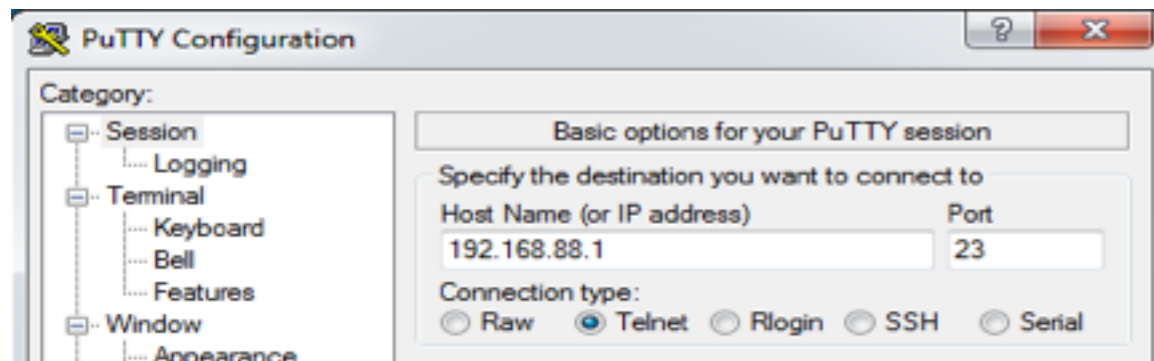 PuTTY Configuration
?
Category:
Session
Logging
Terminal
Keyboard
Bell
Features
Window
Appearance
Basic options for your PuTTY session
Specify the destination you want to connect to
Host Name (or IP address) Port
192.168.88.1 23
Connection type:
Raw Telnet Rlogin SSH Serial